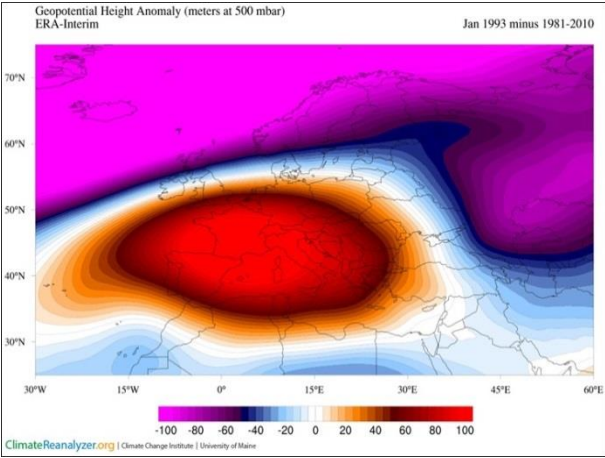 Geopotential Height Anomaly (meters at 500 mbar)
ERA-Interim
Jan 1993 minus 1981-2010
70°N
60°N
50°N
40°N
30°N
30°W 15°W 0° 15°E 30°E 45°E 60°E
-100 -80 -60 -40 -20 0 20 40 60 80 100
ClimateReanalyzer.org | Climate Change Institute | University of Maine